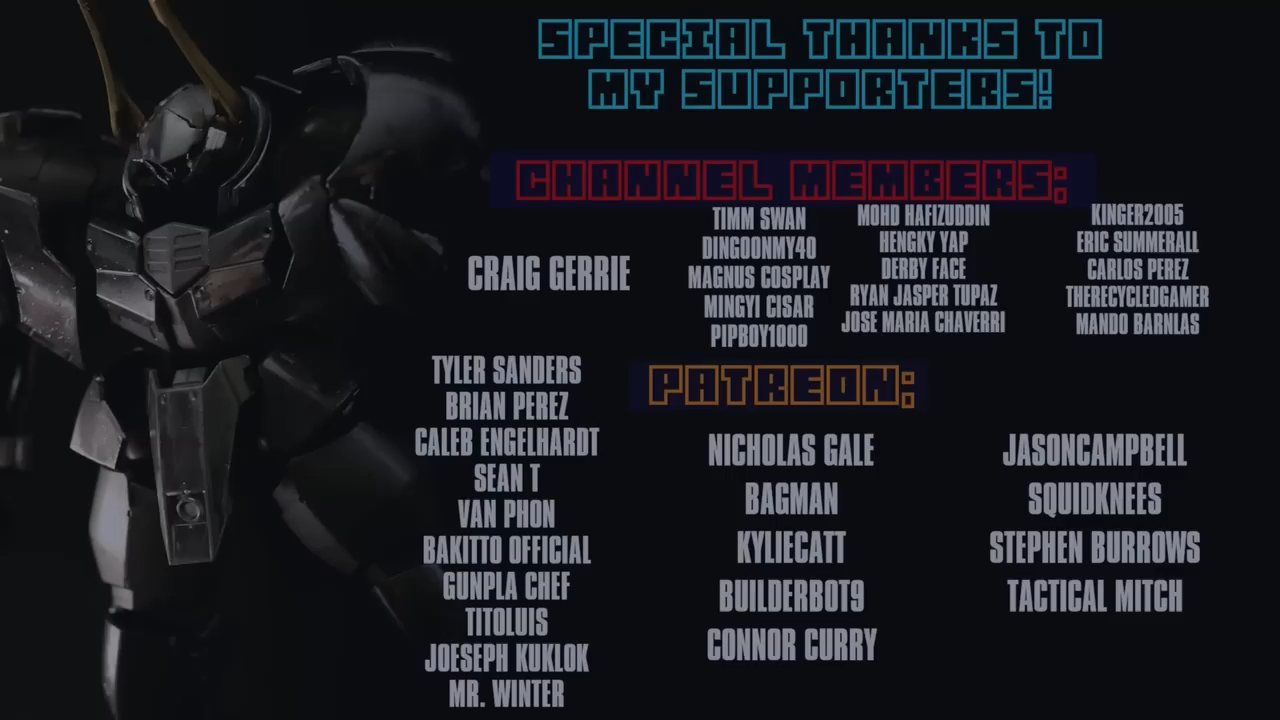 SPECIAL THANKS TO
MY SUPPORTERS!
CHANNEL MEMBERS:
CRAIG GERRIE
TIMM SWAN
DINGOONMY40
MAGNUS COSPLAY
MINGYI CISAR
PIPBOY1000
MOHD HAFIZUDDIN
HENGKY YAP
DERBY FACE
RYAN JASPER TUPAZ
JOSE MARIA CHAVERRI
KINGER2005
ERIC SUMMERALL
CARLOS PEREZ
THERECYCLEDGAMER
MANDO BARNLAS
PATREON:
TYLER SANDERS
BRIAN PEREZ
CALEB ENGELHARDT
SEAN T
VAN PHON
BAKITTO OFFICIAL
GUNPLA CHEF
TITOLUIS
JOESEPH KUKLOK
MR. WINTER
NICHOLAS GALE
BAGMAN
KYLIECATT
BUILDERBOT9
CONNOR CURRY
JASONCAMPBELL
SQUIDKNEES
STEPHEN BURROWS
TACTICAL MITCH